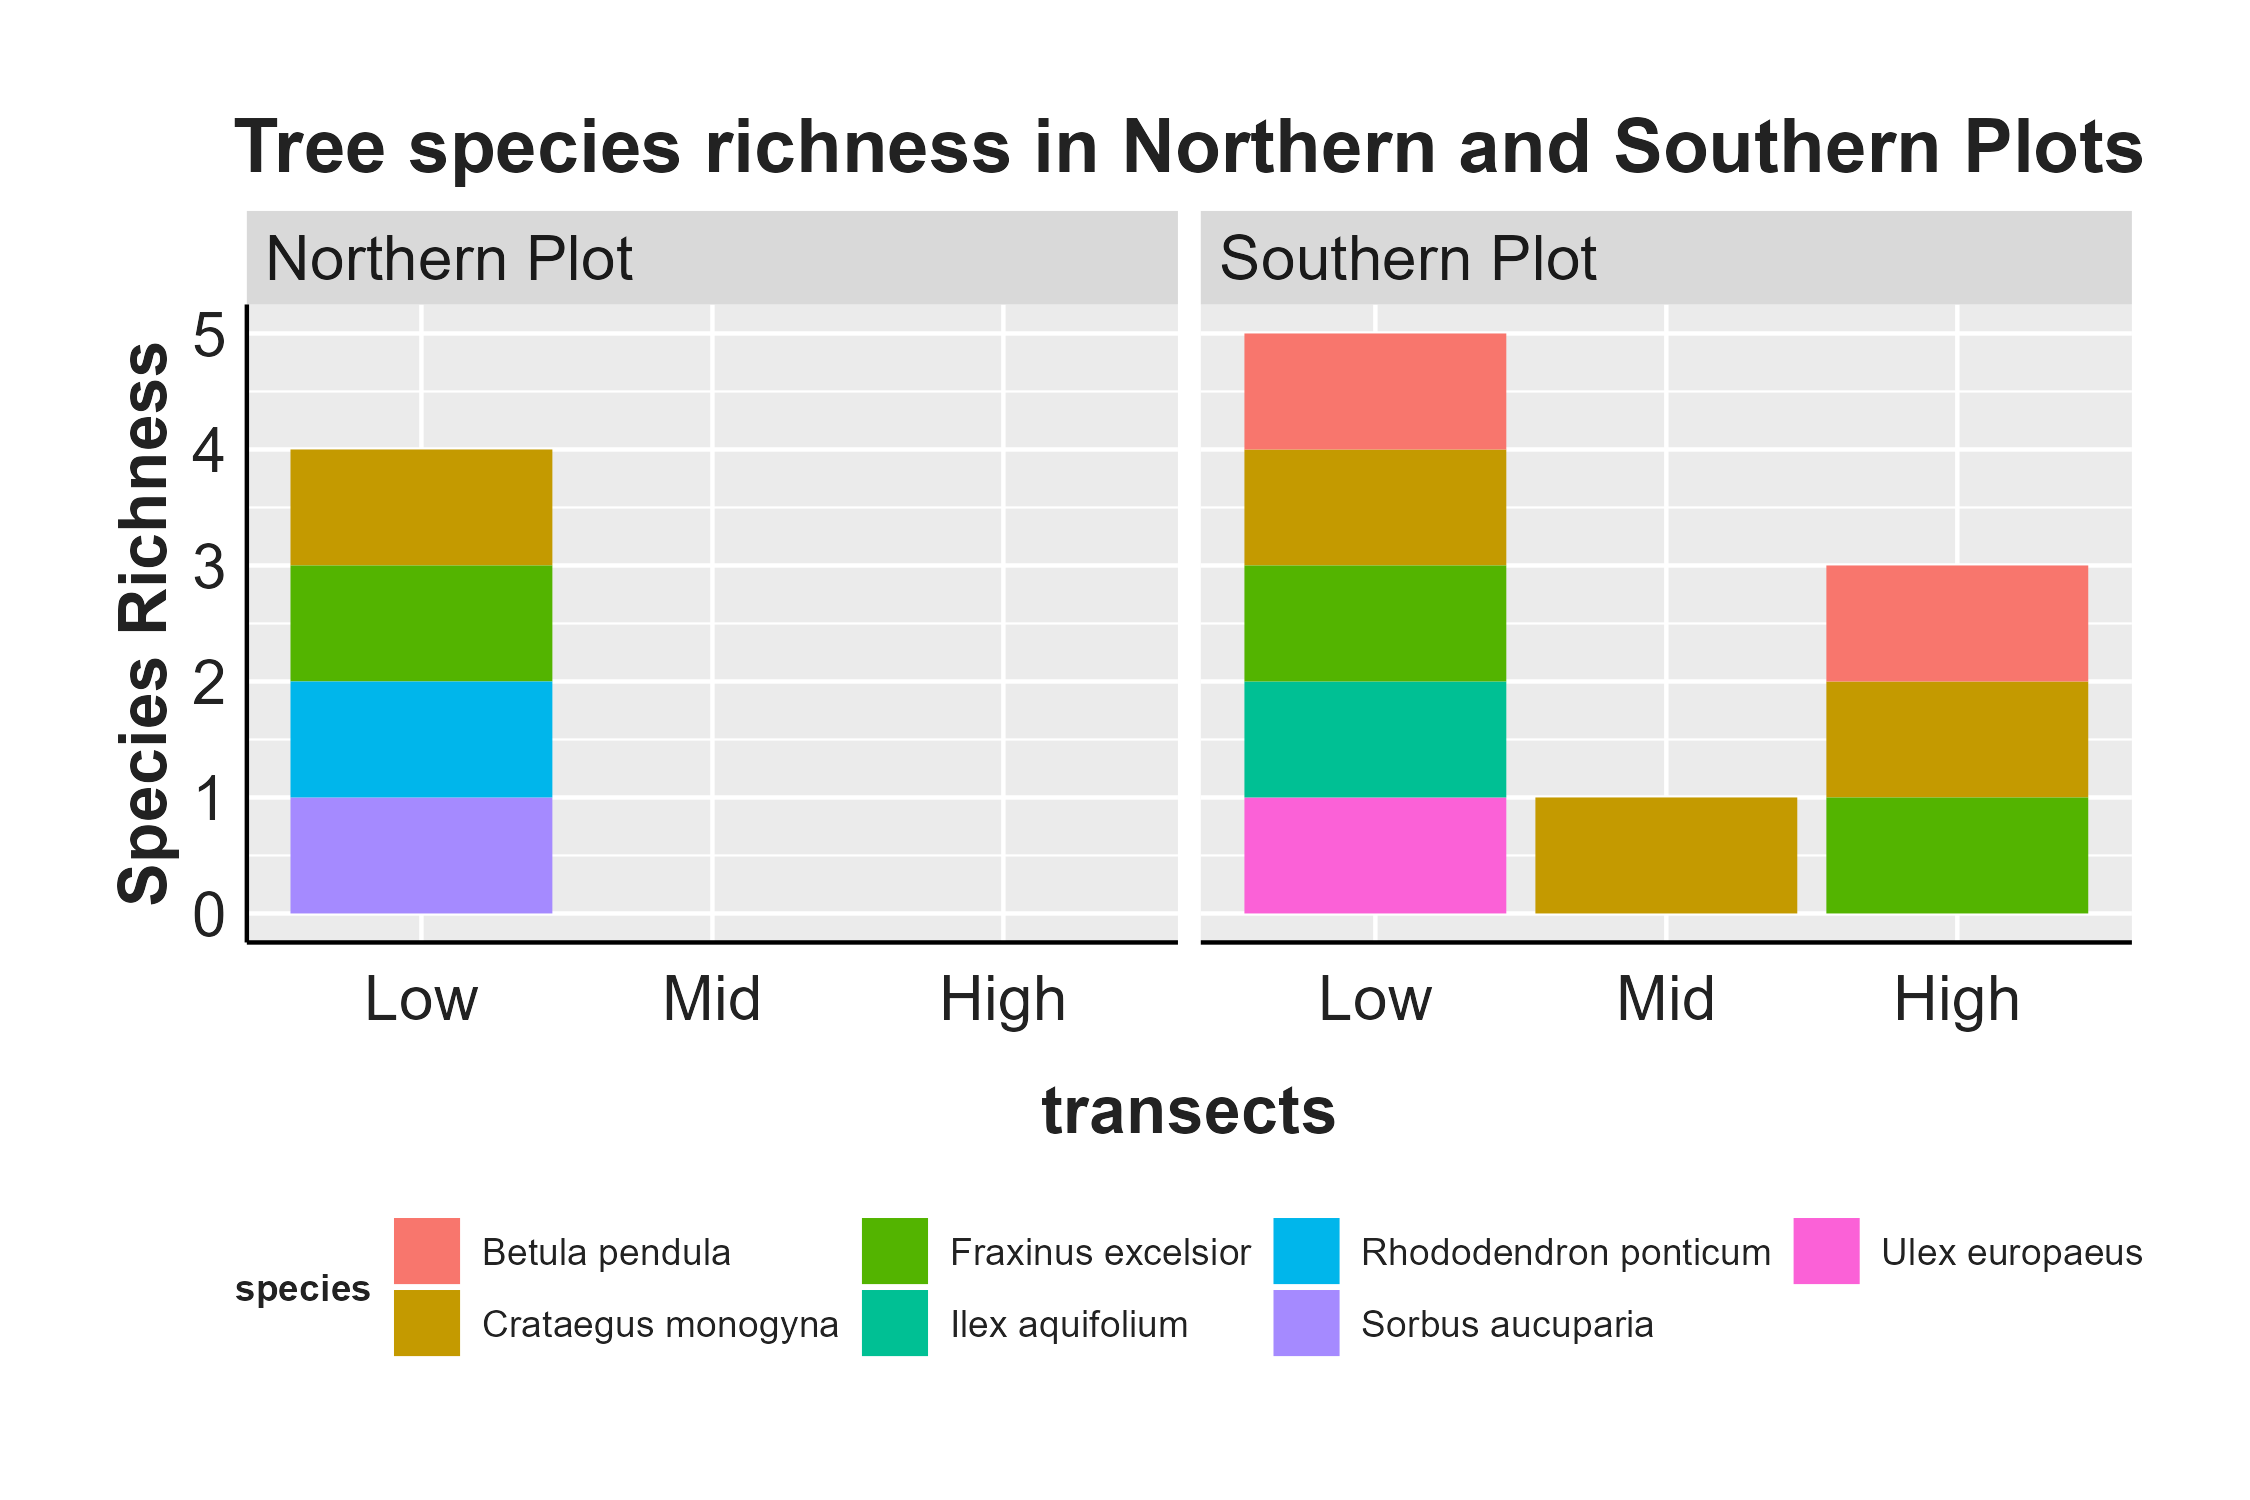 Tree species richness in Northern and Southern Plots
Northern Plot
Southern Plot
Species Richness
5
4
3
2
1
0
Low Mid High Low Mid High
transects
species
Betula pendula Fraxinus excelsior Rhododendron ponticum Ulex europaeus
Crataegus monogyna Ilex aquifolium Sorbus aucuparia